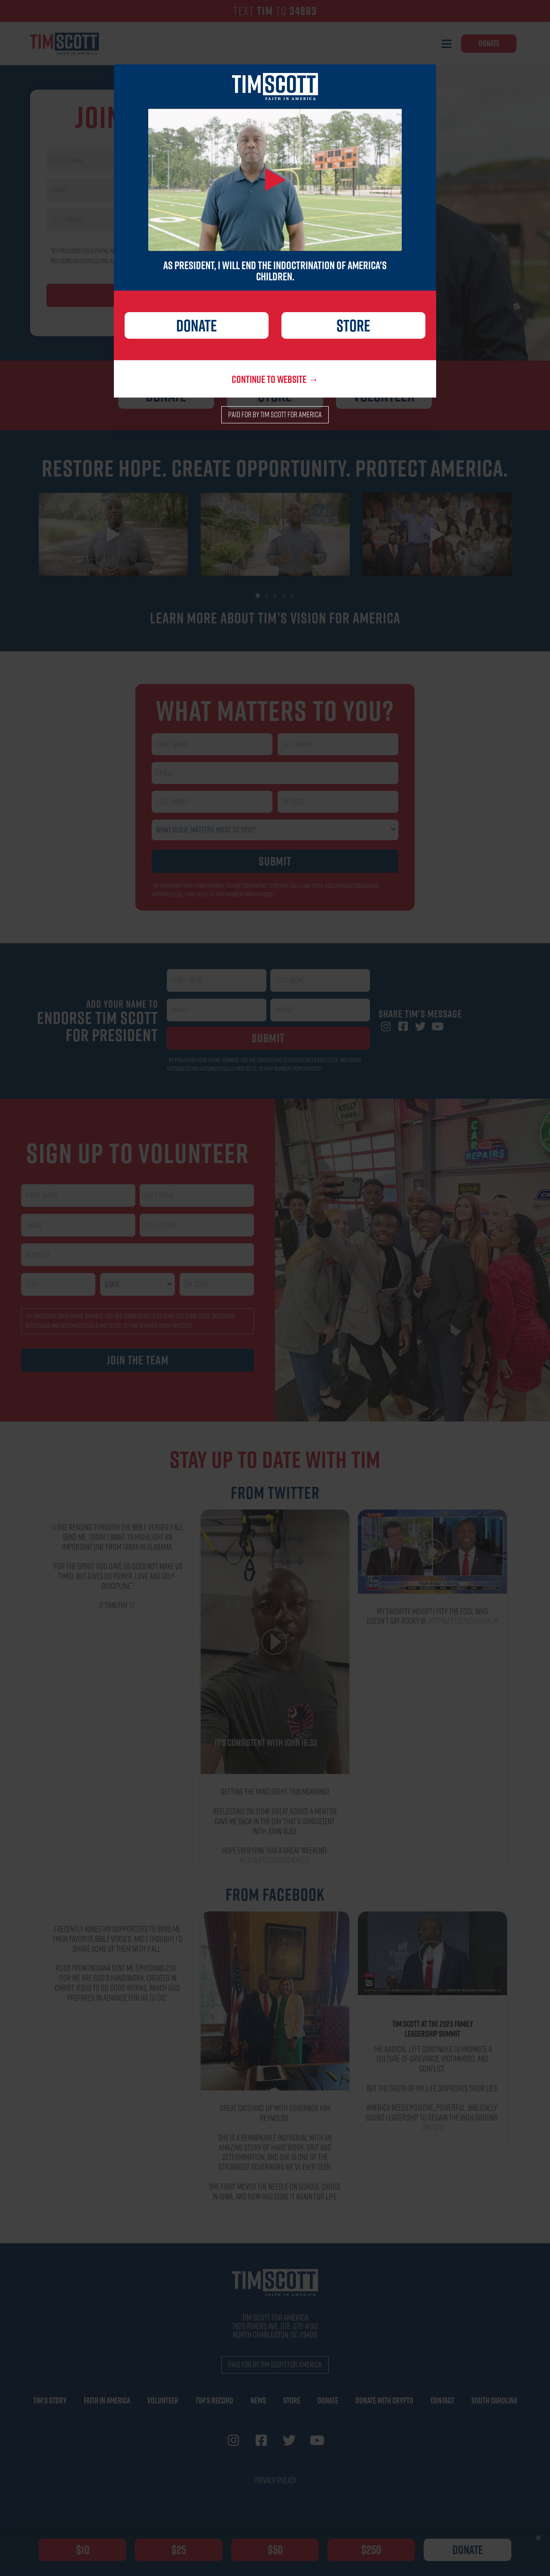 TEXT TIM TO 34883
TIMSCOTT
FAITH IN AMERICA
DONATE
JOIN
TIMSCOTT
FAITH IN AMERICA
AS PRESIDENT, I WILL END THE INDOCTRINATION OF AMERICA'S
CHILDREN.
DONATE
STORE
CONTINUE TO WEBSITE →
DONATE
STORE
VOLUNTEER
PAID FOR BY TIM SCOTT FOR AMERICA
RESTORE HOPE. CREATE OPPORTUNITY. PROTECT AMERICA.
LEARN MORE ABOUT TIM'S VISION FOR AMERICA
WHAT MATTERS TO YOU?
FIRST NAME
LAST NAME
EMAIL*
CELL PHONE*
ZIPCODE
WHAT ISSUE MATTERS MOST TO YOU?*
SUBMIT
ADD YOUR NAME TO
ENDORSE TIM SCOTT
FOR PRESIDENT
FIRST NAME
LAST NAME
EMAIL*
PHONE*
SUBMIT
SHARE TIM'S MESSAGE
SIGN UP TO VOLUNTEER
FIRST NAME
LAST NAME
EMAIL*
ADDRESS
CITY
STATE
ZIP CODE
JOIN THE TEAM
KELLY
TIRES
CAR
REPAIRS
STAY UP TO DATE WITH TIM
FROM TWITTER
I LOVE READING THROUGH THE BIBLE VERSES Y'ALL
SEND ME. TODAY, I WANT TO HIGHLIGHT AN
IMPORTANT ONE FROM TANYA IN ALABAMA.
"FOR THE SPIRIT GOD GAVE US DOES NOT MAKE US
TIMID, BUT GIVES US POWER, LOVE AND SELF-
DISCIPLINE."
2 TIMOTHY 1:7
IT'S CONSISTENT WITH JOHN 16:33
GETTING THE MIND RIGHT THIS MORNING!
REFLECTING ON SOME GREAT ADVICE A MENTOR
GAVE ME BACK IN THE DAY THAT'S CONSISTENT
WITH JOHN 16:33.
HOPE EVERYONE HAS A GREAT WEEKEND.
MY FAVORITE MOVIE? I PITY THE FOOL WHO
DOESN'T SAY ROCKY III.
FROM FACEBOOK
I RECENTLY ASKED MY SUPPORTERS TO SEND ME
THEIR FAVORITE BIBLE VERSES, AND I THOUGHT I'D
SHARE SOME OF THEM WITH Y'ALL.
RUSS FROM INDIANA SENT ME EPHESIANS 2:10 -
"FOR WE ARE GOD'S HANDIWORK, CREATED IN
CHRIST JESUS TO DO GOOD WORKS, WHICH GOD
PREPARED IN ADVANCE FOR US TO DO."
GREAT CATCHING UP WITH GOVERNOR KIM
REYNOLDS!
SHE IS A REMARKABLE INDIVIDUAL WITH AN
AMAZING STORY OF HARD WORK, GRIT AND
DETERMINATION, AND SHE IS ONE OF THE
STRONGEST GOVERNORS WE'VE EVER SEEN.
SHE FIRST MOVED THE NEEDLE ON SCHOOL CHOICE
IN IOWA, AND NOW HAS DONE IT AGAIN FOR LIFE.
TIM SCOTT AT THE 2023 FAMILY
LEADERSHIP SUMMIT
THE RADICAL LEFT CONTINUES TO PROMOTE A
CULTURE OF GRIEVANCE, VICTIMHOOD, AND
CONFLICT.
BUT THE TRUTH OF MY LIFE DISPROVES THEIR LIES.
AMERICA NEEDS POSITIVE, POWERFUL, BIBLICALLY-
SOUND LEADERSHIP TO REGAIN THE HIGH GROUND.
TIMSCOTT
FAITH IN AMERICA
TIM SCOTT FOR AMERICA
NORTH CHARLESTON, SC 29406
PAID FOR BY TIM SCOTT FOR AMERICA
TIM'S STORY
FAITH IN AMERICA
VOLUNTEER
TIM'S RECORD
NEWS
STORE
DONATE
DONATE WITH CRYPTO
CONTACT
SOUTH CAROLINA
PRIVACY POLICY
×
$10
$25
$50
$250
DONATE